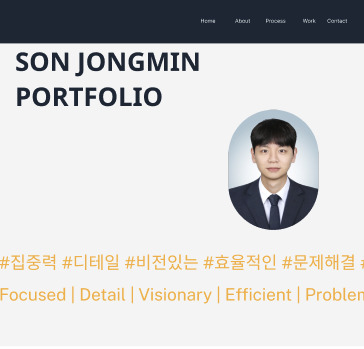 Home About Process Work Contact
SON JONGMIN
PORTFOLIO
#집중력 #디테일 #비전있는 #효율적인 #문제해결 #
Focused | Detail | Visionary | Efficient | Problem